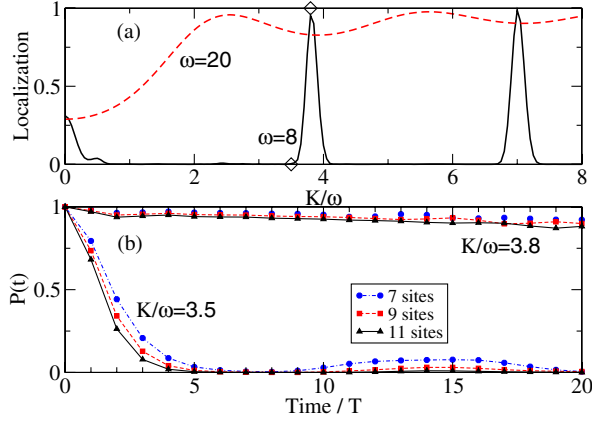 1
(a)
ω=20
0.5
ω=8
Localization
0
0 2 4 6 8
K/ω
1
(b)
K/ω=3.8
P(t)
0.5
K/ω=3.5
7 sites
9 sites
11 sites
0
0 5 10 15 20
Time / T